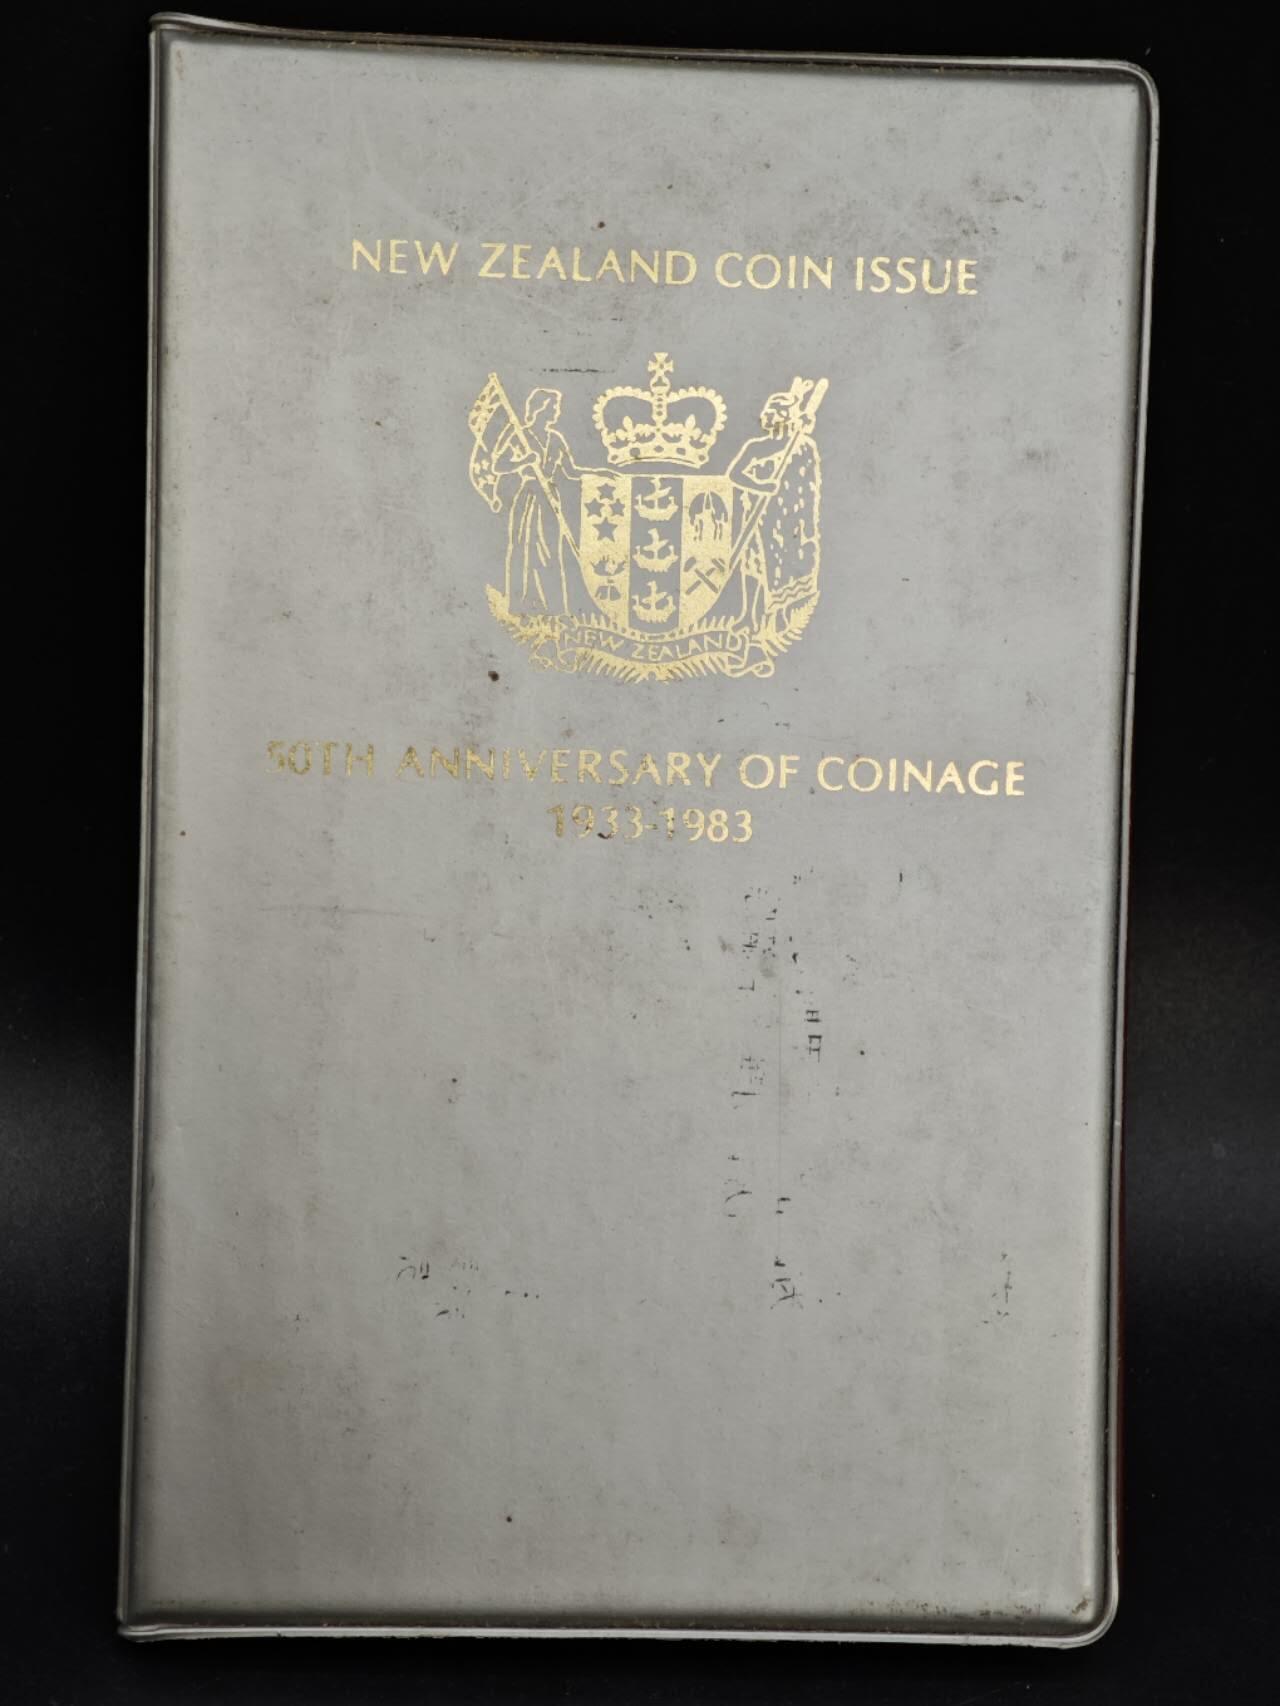 NEW ZEALAND COIN ISSUE
NEW ZEALAND
50TH ANNIVERSARY OF COINAGE
1933-1983